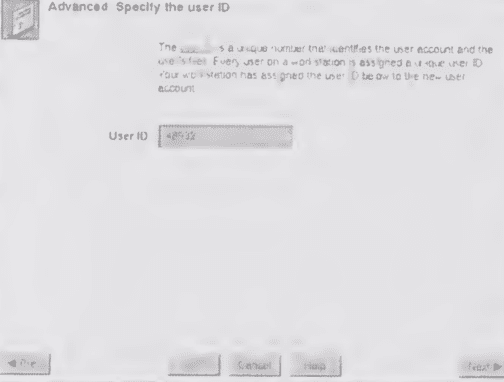 Advanced Specify the user ID
The is a unique number that identifies the user account and the
user's files. Every user on a workstation is assigned a unique user ID
Your workstation has assigned the user ID below to the new user
account
User ID
Cancel Help Next